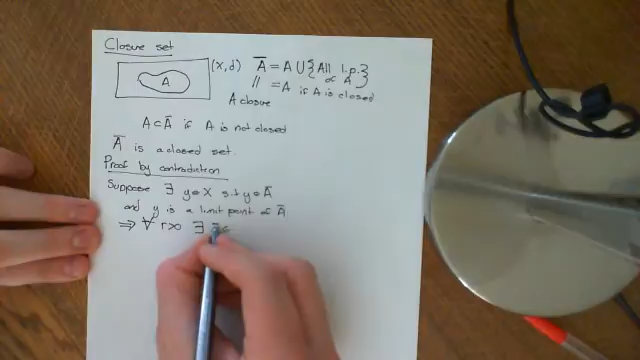 Closure set
(X,d) Ā = A ∪ {All l.p. of A}
A // = A if A is closed
A closure
A ⊂ Ā if A is not closed
Ā is a closed set.
Proof by contradiction
Suppose ∃ y ∈ X s.t y ∉ Ā
and y is a limit point of Ā
⇒ ∀ r>0 ∃